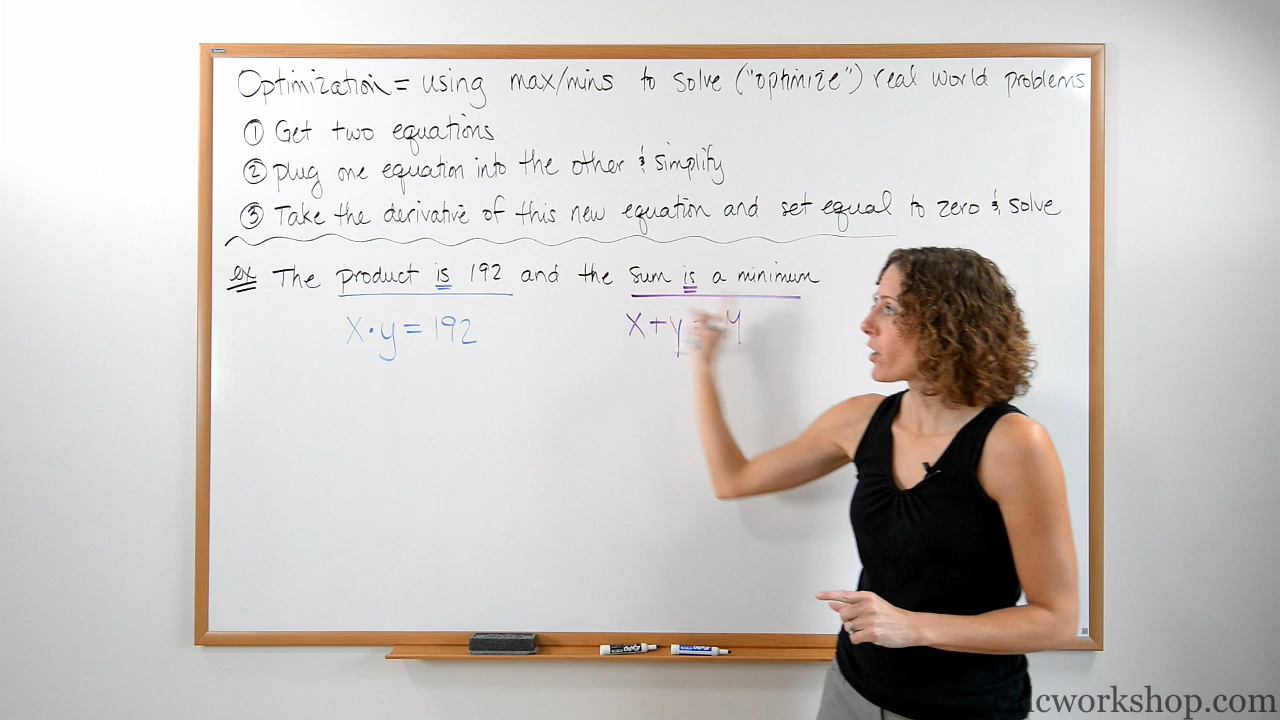 Optimization = using max/mins to solve ("optimize") real world problems
① Get two equations
② Plug one equation into the other & simplify
③ Take the derivative of this new equation and set equal to zero & solve
ex The product is 192 and the sum is a minimum
x·y = 192
x + y =
calcworkshop.com